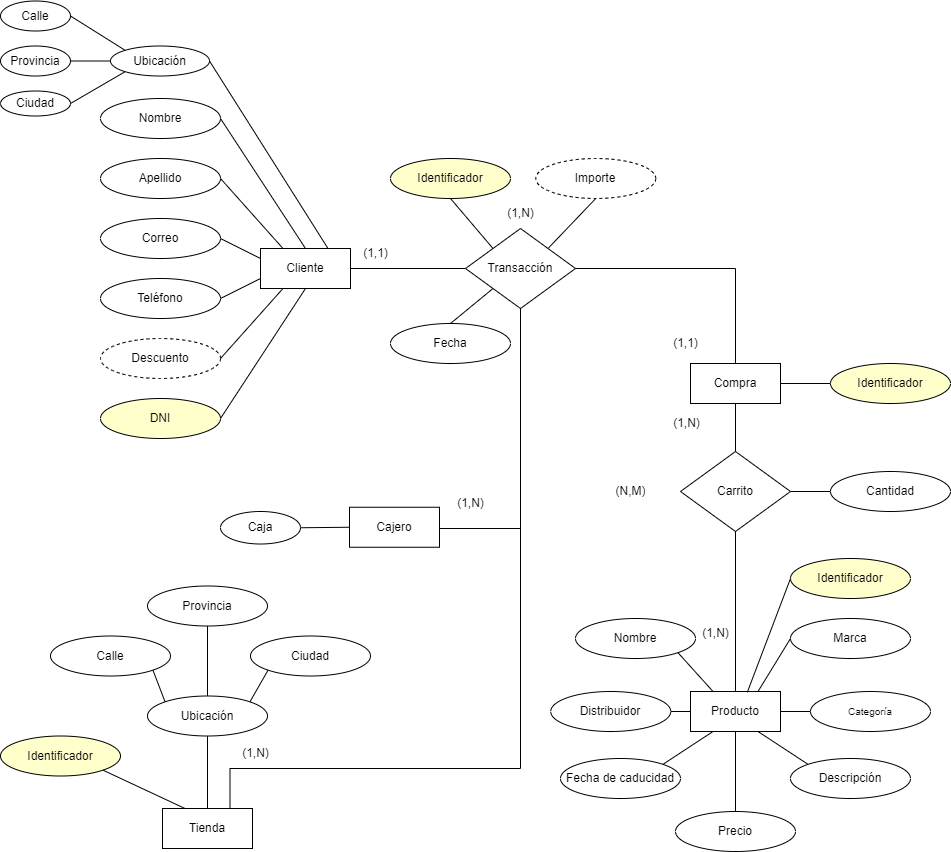 Calle
Provincia
Ubicación
Ciudad
Nombre
Apellido
Identificador
Importe
(1,N)
Correo
(1,1)
Cliente
Transacción
Teléfono
Fecha
(1,1)
Descuento
Compra
Identificador
DNI
(1,N)
(N,M)
Carrito
Cantidad
(1,N)
Caja
Cajero
Identificador
Provincia
Nombre
(1,N)
Marca
Calle
Ciudad
Ubicación
Distribuidor
Producto
Categoría
Identificador
(1,N)
Fecha de caducidad
Descripción
Tienda
Precio